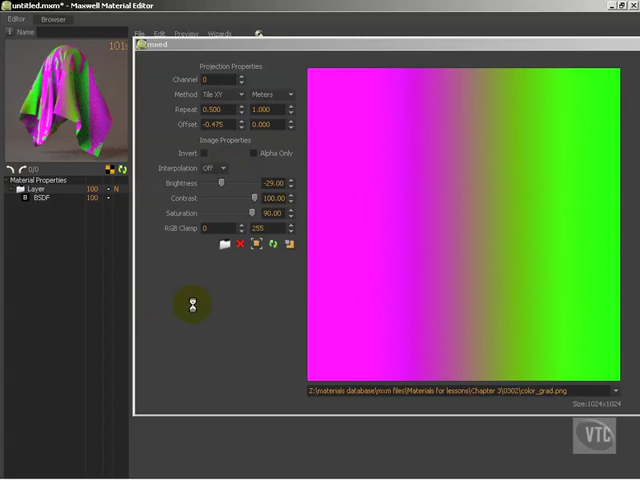 untitled.mxm* - Maxwell Material Editor
Editor Browser
Name File Edit Preview Wizards
mxed
101s
Projection Properties
Channel 0
Method Tile XY Meters
Repeat 0.500 1.000
Offset -0.475 0.000
Image Properties
Invert Alpha Only
Interpolation Off
Brightness -29.00
Contrast 100.00
Saturation 90.00
RGB Clamp 0 255
0/0
Material Properties
Layer 100 N
BSDF 100
Z:\materials database\mxm files\Materials for lessons\Chapter 3\0302\color_grad.png
Size:1024x1024
VTC